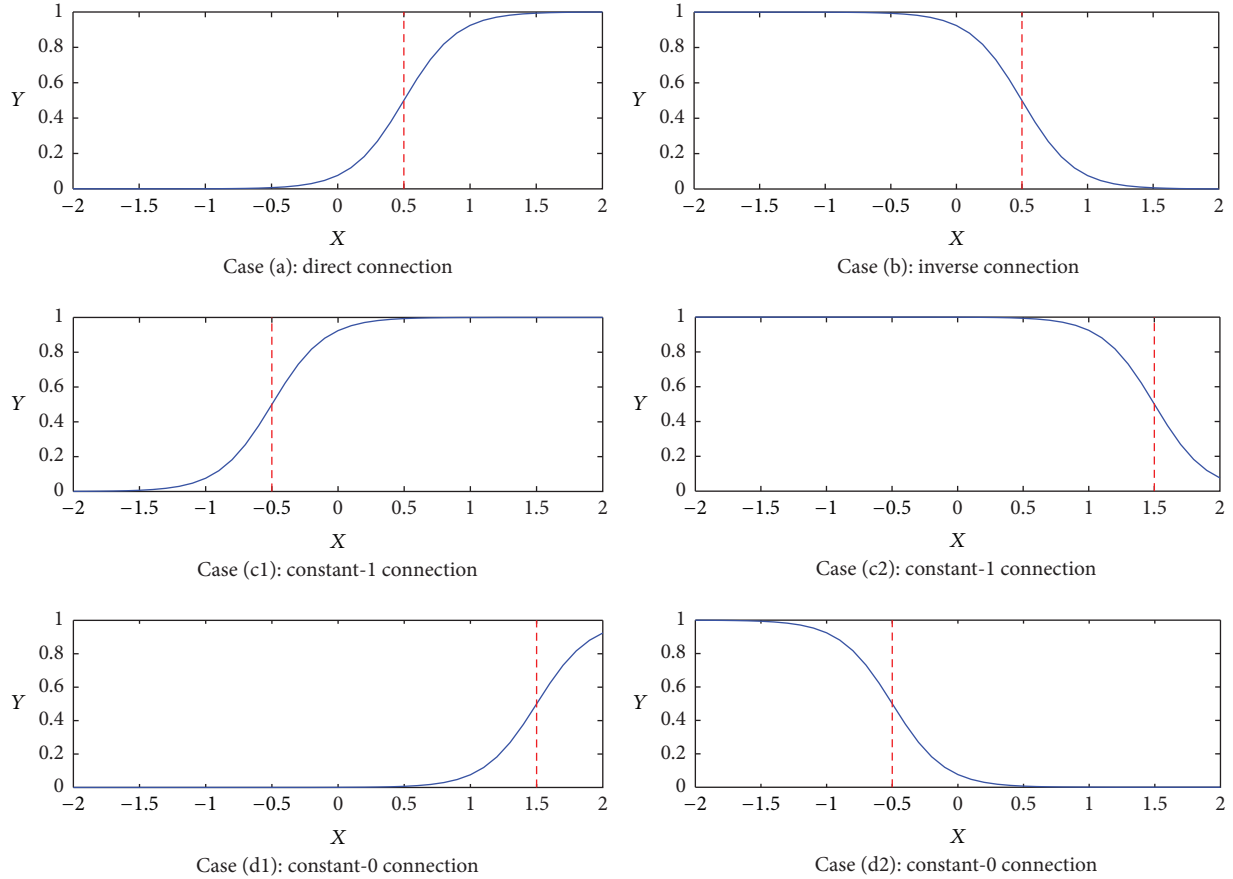 1
0.8
0.6
Y
0.4
0.2
0
−2 −1.5 −1 −0.5 0 0.5 1 1.5 2
X
Case (a): direct connection
1
0.8
0.6
Y
0.4
0.2
0
−2 −1.5 −1 −0.5 0 0.5 1 1.5 2
X
Case (b): inverse connection
1
0.8
0.6
Y
0.4
0.2
0
−2 −1.5 −1 −0.5 0 0.5 1 1.5 2
X
Case (c1): constant-1 connection
1
0.8
0.6
Y
0.4
0.2
0
−2 −1.5 −1 −0.5 0 0.5 1 1.5 2
X
Case (c2): constant-1 connection
1
0.8
0.6
Y
0.4
0.2
0
−2 −1.5 −1 −0.5 0 0.5 1 1.5 2
X
Case (d1): constant-0 connection
1
0.8
0.6
Y
0.4
0.2
0
−2 −1.5 −1 −0.5 0 0.5 1 1.5 2
X
Case (d2): constant-0 connection